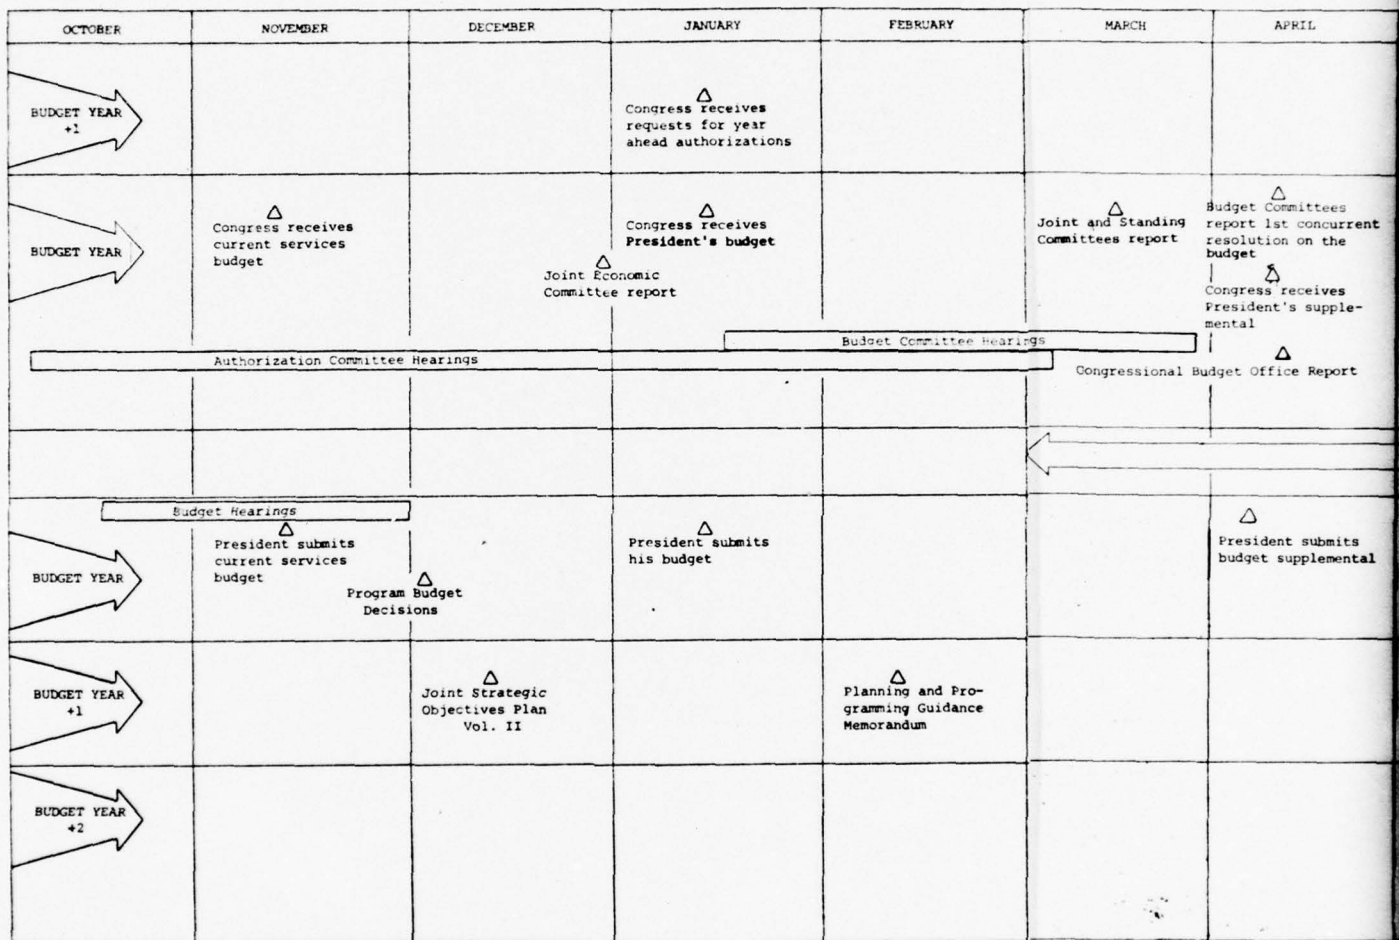 OCTOBER
NOVEMBER
DECEMBER
JANUARY
FEBRUARY
MARCH
APRIL
BUDGET YEAR
+1
Congress receives
requests for year
ahead authorizations
BUDGET YEAR
Congress receives
current services
budget
Joint Economic
Committee report
Congress receives
President's budget
Joint and Standing
Committees report
Budget Committees
report 1st concurrent
resolution on the
budget
Congress receives
President's supple-
mental
Budget Committee Hearings
Authorization Committee Hearings
Congressional Budget Office Report
Budget Hearings
BUDGET YEAR
President submits
current services
budget
Program Budget
Decisions
President submits
his budget
President submits
budget supplemental
BUDGET YEAR
+1
Joint Strategic
Objectives Plan
Vol. II
Planning and Pro-
gramming Guidance
Memorandum
BUDGET YEAR
+2